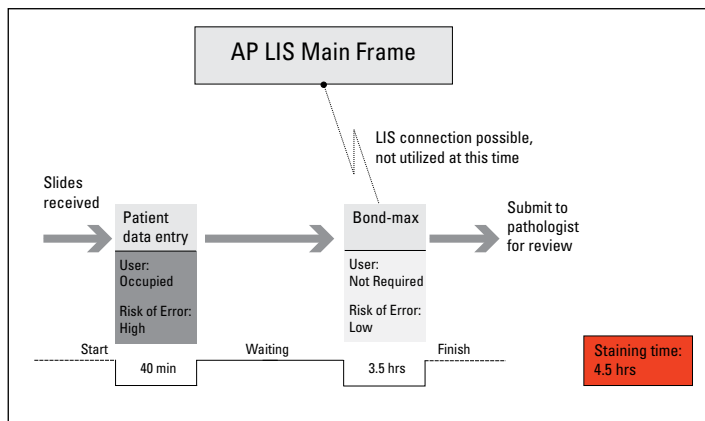 AP LIS Main Frame
LIS connection possible,
not utilized at this time
Slides
received
Patient
data entry
User:
Occupied
Risk of Error:
High
Bond-max
User:
Not Required
Risk of Error:
Low
Submit to
pathologist
for review
Start
40 min
Waiting
3.5 hrs
Finish
Staining time:
4.5 hrs